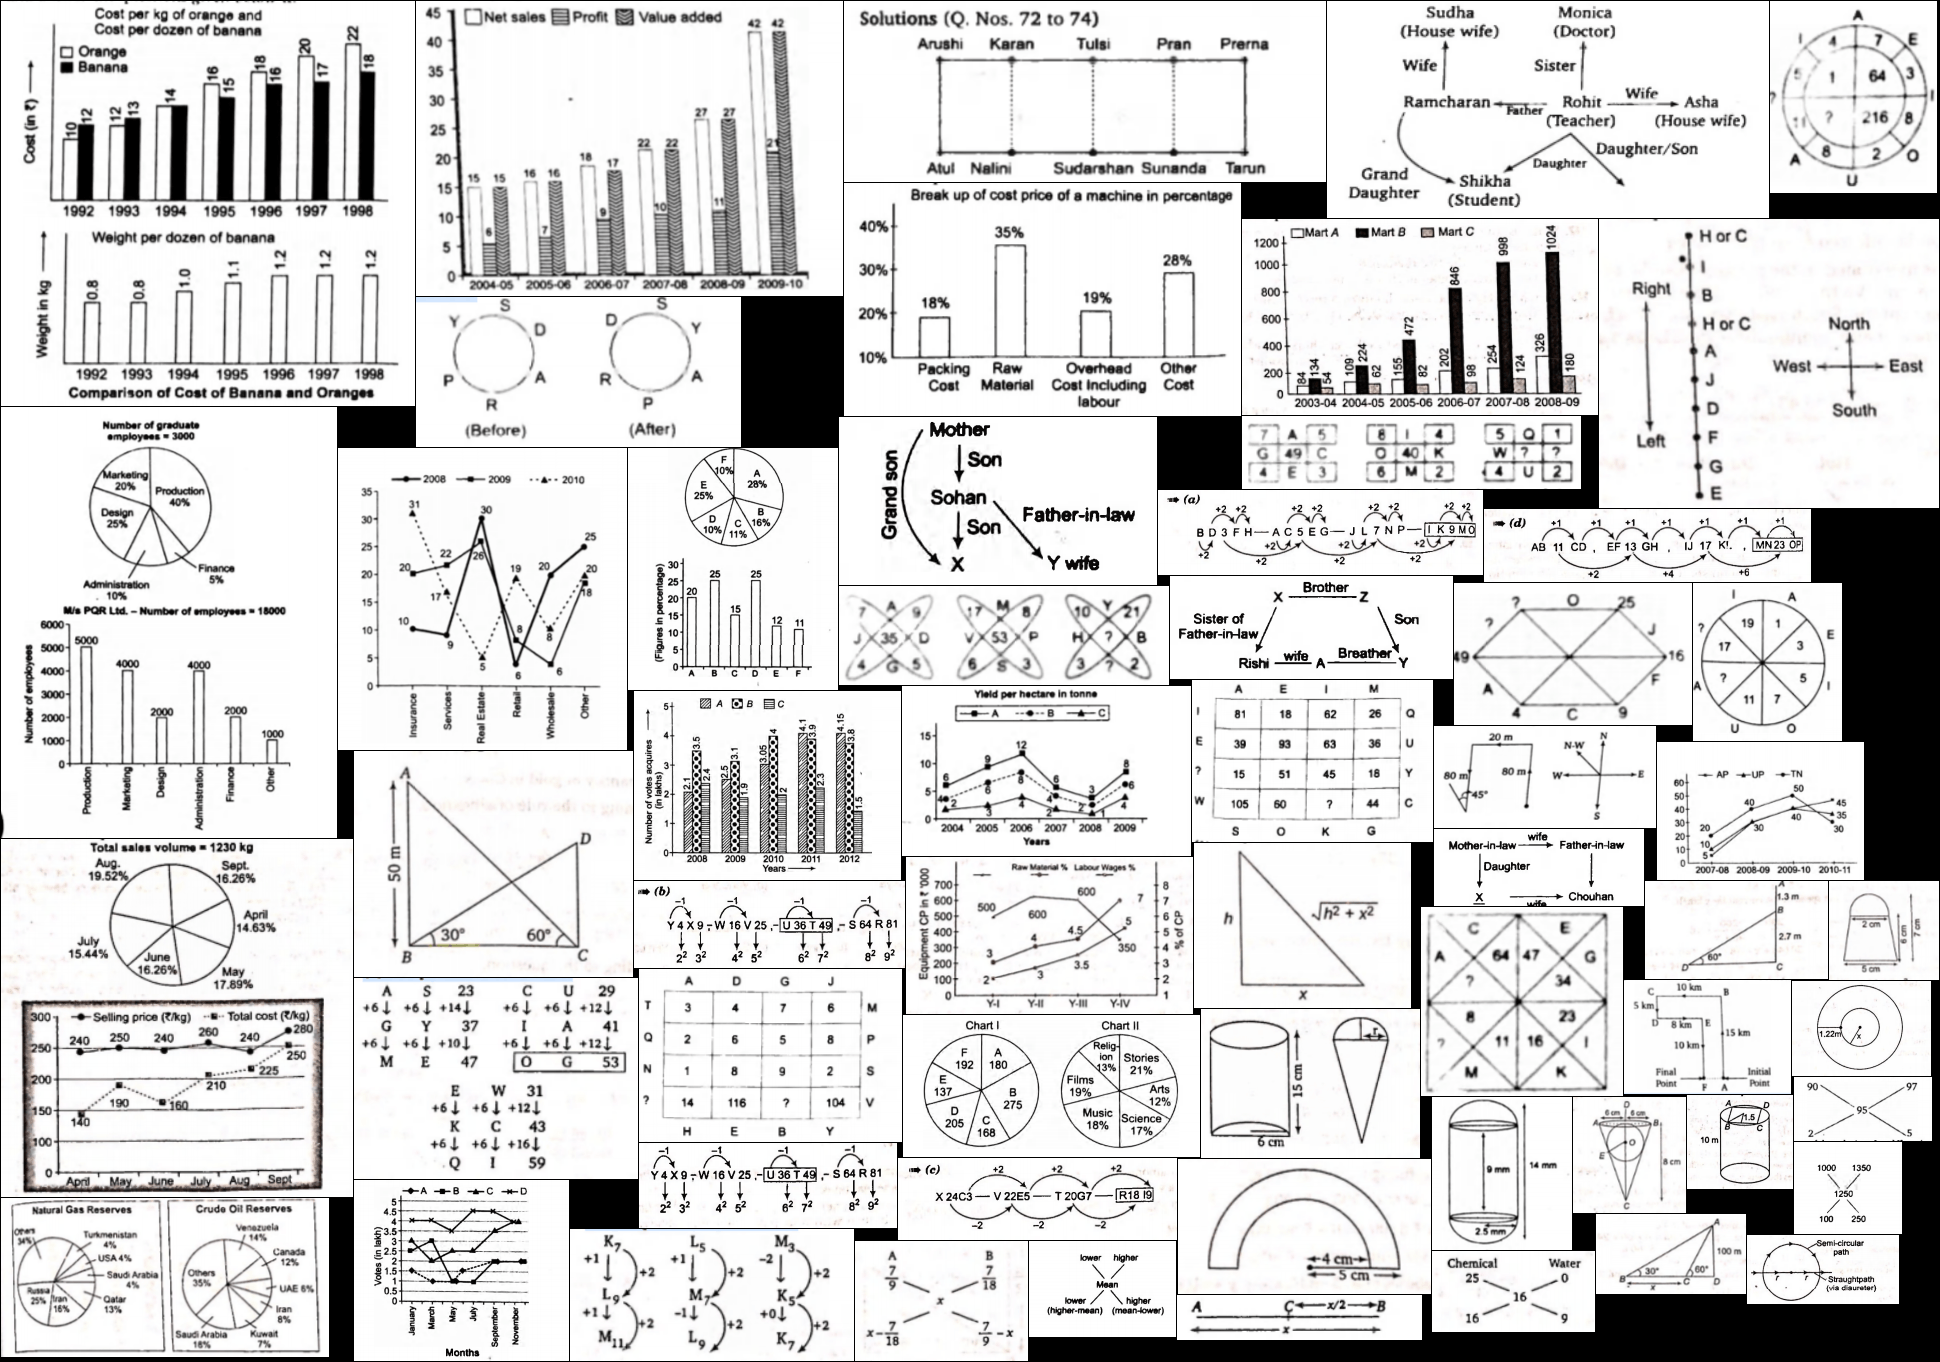 Cost per kg of orange and
Cost per dozen of banana
Orange
Banana
Cost (in ₹)
10 12 12 13 14 16 15 18 16 20 17 22 18
1992 1993 1994 1995 1996 1997 1998
Weight per dozen of banana
Weight in kg
0.8 0.8 1.0 1.1 1.2 1.2 1.2
1992 1993 1994 1995 1996 1997 1998
Comparison of Cost of Banana and Oranges
Net sales Profit Value added
45
40
35
30
25
20
15
10
5
0
15 6 15 16 7 16 18 9 17 22 10 22 27 11 27 42 21 42
2004-05 2005-06 2006-07 2007-08 2008-09 2009-10
Solutions (Q. Nos. 72 to 74)
Arushi Karan Tulsi Pran Prerna
Atul Nalini Sudarshan Sunanda Tarun
Sudha
(House wife)
Monica
(Doctor)
Wife
Sister
Ramcharan
Father
Rohit
(Teacher)
Wife
Asha
(House wife)
Daughter
Daughter/Son
Grand
Daughter
Shikha
(Student)
A
I 4 7 E
5 1 64 3
? I
11 ? 216 8
A 8 2 O
U
S
Y D
P A
R
(Before)
S
D Y
R A
P
(After)
Break up of cost price of a machine in percentage
40%
30%
20%
10%
18% 35% 19% 28%
Packing
Cost
Raw
Material
Overhead
Cost Including
labour
Other
Cost
Mart A Mart B Mart C
1200
1000
800
600
400
200
0
84 134 54 109 224 62 155 472 82 202 846 98 254 998 124 326 1024 180
2003-04 2004-05 2005-06 2006-07 2007-08 2008-09
H or C
I
B
H or C
A
J
D
F
G
E
Right
Left
North
West East
South
Number of graduate
employees = 3000
Marketing
20%
Production
40%
Design
25%
Finance
5%
Administration
10%
M/s PQR Ltd. – Number of employees = 18000
Number of employees
6000
5000
4000
3000
2000
1000
0
5000 4000 2000 4000 2000 1000
Production Marketing Design Administration Finance Other
2008 2009 2010
35
30
25
20
15
10
5
0
31 20 10 22 17 9 30 26 5 19 8 6 20 8 6 25 20 18
Insurance Services Real Estate Retail Wholesale Other
F
10%
A
28%
E
25%
B
16%
D
10%
C
11%
(Fligures in percentage)
30
25
20
15
10
5
0
20 25 15 25 12 11
A B C D E F
Mother
Son
Grand son
Sohan
Father-in-law
Son
X
Y wife
7 A 5
G 49 C
4 E 3
8 I 4
O 40 K
6 M 2
5 Q 1
W ? ?
4 U 2
(a)
+2 +2 +2 +2 +2 +2 +2 +2
B D 3 F H — A C 5 E G — J L 7 N P — I K 9 M O
+2 +2 +2 +2
(d)
+1 +1 +1 +1 +1 +1
AB 11 CD , EF 13 GH , IJ 17 KL , MN 23 OP
+2 +4 +6
7 A 9
J 35 D
4 G 5
17 M 8
V 53 P
6 S 3
10 Y 21
H ? B
3 ? 2
Brother
X Z
Sister of
Father-in-law
Son
Rishi wife A Breather Y
? O 25
? J
49 16
A F
4 C 9
I A
? 19 1 E
17 3
A ? 5 I
11 7
U O
A E I M
I 81 18 62 26 Q
E 39 93 63 36 U
? 15 51 45 18 Y
W 105 60 ? 44 C
S O K G
20 m
80 m
80 m
45°
N-W N
W E
S
AP UP TN
60
50
40
30
20
10
0
20 10 5 40 30 50 40 45 35 30
2007-08 2008-09 2009-10 2010-11
A
50 m
D
30° 60°
B C
A B C
Number of votes acquires
(in lakhs)
5
4
3
2
1
0
2.1 3.5 2.4 2.5 3.1 1.9 3.05 4 2 4.1 3.9 2.3 4.15 3.8 1.5
2008 2009 2010 2011 2012
Years
Yield per hectare in tonne
A B C
15
10
5
0
6 4 2 9 6 3 12 8 4 6 4 2 3 2 1 8 6 4
2004 2005 2006 2007 2008 2009
Years
wife
Mother-in-law Father-in-law
Daughter
X Chouhan
wife
Total sales volume = 1230 kg
Aug.
19.52%
Sept.
16.26%
April
14.63%
July
15.44%
June
16.26%
May
17.89%
Selling price (₹/kg) Total cost (₹/kg)
300
250
200
150
100
0
240 250 240 260 240 280
140 190 160 210 225 250
April May June July Aug Sept
(b)
–1 –1 –1 –1
Y 4 X 9 ,– W 16 V 25 ,– U 36 T 49 , – S 64 R 81
2² 3² 4² 5² 6² 7² 8² 9²
Raw Material % Labour Wages %
Equipment CP in ₹ '000
% of CP
700
600
500
400
300
200
0
8
7
6
5
4
3
2
1
500 600 600 350
3 4 4.5 7
2 3 3.5 5
Y-I Y-II Y-III Y-IV
h
√h² + x²
x
C E
A 64 47 G
? 34
8 23
? 11 16 I
M K
A
1.3 m
B
2.7 m
60°
D C
2 cm
6 cm
7 cm
5 cm
A S 23
+6 +6 +14
G Y 37
+6 +6 +10
M E 47
C U 29
+6 +6 +12
I A 41
+6 +6 +12
O G 53
E W 31
+6 +6 +12
K C 43
+6 +6 +16
Q I 59
A D G J
T 3 4 7 6 M
Q 2 6 5 8 P
N 1 8 9 2 S
? 14 116 ? 104 V
H E B Y
Chart I
F
192
A
180
E
137
B
275
D
205
C
168
Chart II
Relig-
ion
13%
Stories
21%
Films
19%
Arts
12%
Music
18%
Science
17%
15 cm
6 cm
r
10 km
C B
5 km
D 8 km E
15 km
10 km
Final
Point
F A
Initial
Point
1.22m
x
90 97
95
2 5
Natural Gas Reserves
Others
34%
Turkmenistan
4%
USA 4%
Saudi Arabia
4%
Qatar
13%
Iran
16%
Russia
25%
Crude Oil Reserves
Venezuela
14%
Canada
12%
UAE 6%
Iran
8%
Kuwait
7%
Saudi Arabia
16%
Others
35%
A B C D
Votes (in lakh)
5
4.5
4
3.5
3
2.5
2
1.5
1
0.5
0
January March May July September November
Months
–1 –1 –1 –1
Y 4 X 9 ,– W 16 V 25 ,– U 36 T 49 , – S 64 R 81
2² 3² 4² 5² 6² 7² 8² 9²
(c)
+2 +2 +2
X 24C3 — V 22E5 — T 20G7 — R18 I9
–2 –2 –2
K7 L5 M3
+1 +2 +1 +2 –2 +2
L9 M7 K5
+1 +2 –1 +2 +0 +2
M11 L9 K7
A B
7/9 7/18
x
x – 7/18 7/9 – x
lower higher
Mean
lower
(higher-mean)
higher
(mean-lower)
4 cm
5 cm
A C x/2 B
x
9 mm
14 mm
2.5 mm
D
6 cm 6 cm
A B
O
E
8 cm
C
A D
1.5
B C
10 m
1000 1350
1250
100 250
Chemical Water
25 0
16
16 9
A
100 m
30° 60°
B C D
x
Semi-circular
path
r r
Straughtpath
(via disaureter)